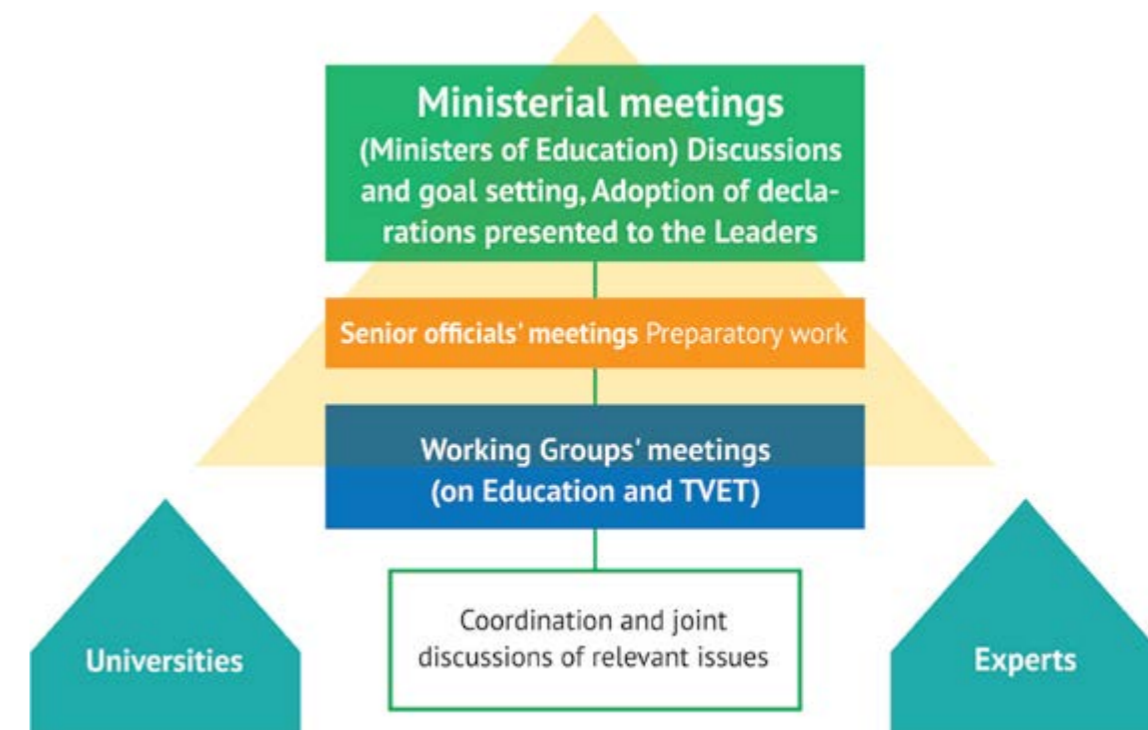 Ministerial meetings
(Ministers of Education) Discussions
and goal setting, Adoption of decla-
rations presented to the Leaders
Senior officials' meetings Preparatory work
Working Groups' meetings
(on Education and TVET)
Coordination and joint
discussions of relevant issues
Universities
Experts